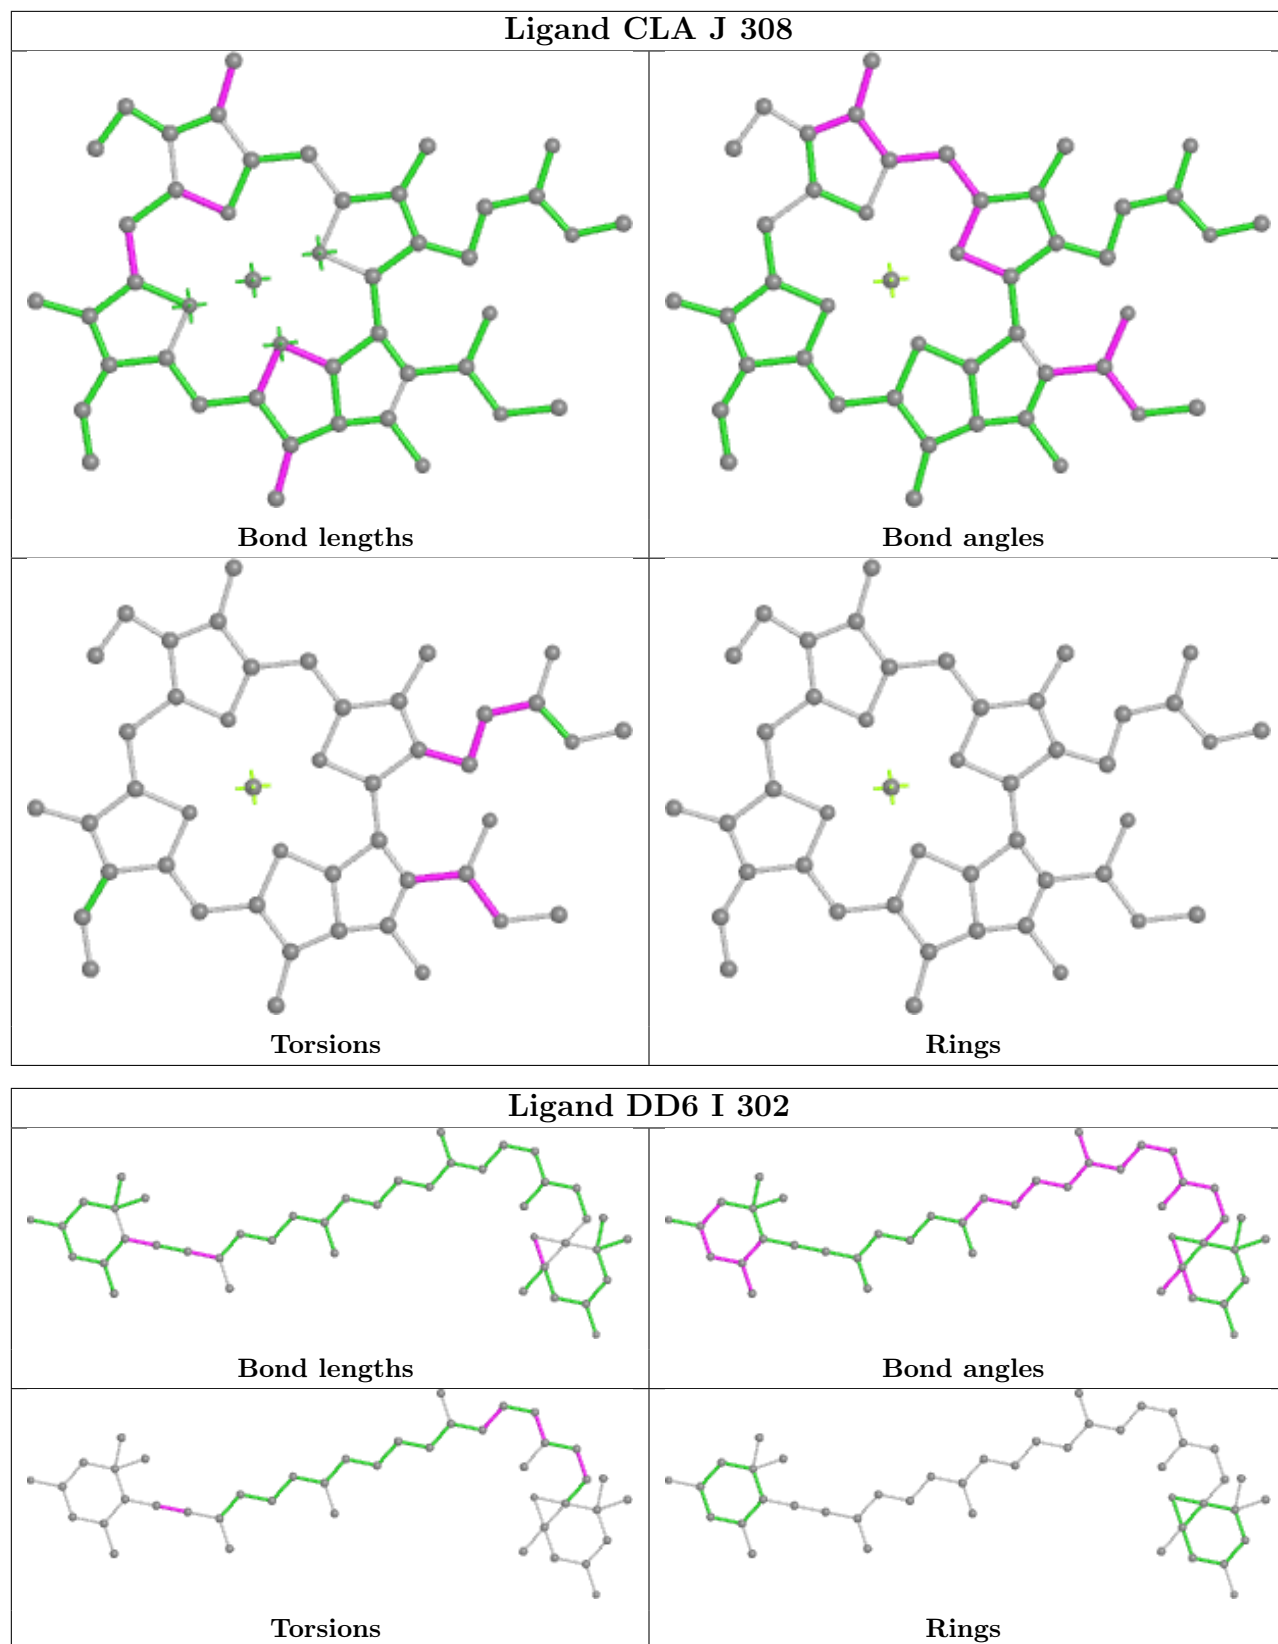 Ligand CLA J 308
Bond lengths
Bond angles
Torsions
Rings
Ligand DD6 I 302
Bond lengths
Bond angles
Torsions
Rings